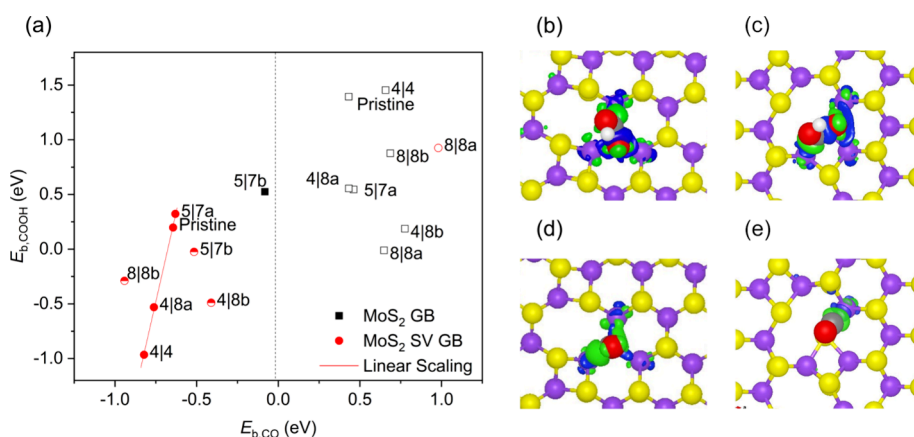 (a)
(b)
(c)
(d)
(e)
1.5
1.0
0.5
0.0
-0.5
-1.0
E_b,COOH (eV)
-1.0
-0.5
0.0
0.5
1.0
E_b,CO (eV)
4|4
Pristine
8|8b
8|8a
4|8a
5|7a
4|8b
8|8a
5|7b
5|7a
Pristine
5|7b
8|8b
4|8a
4|8b
4|4
MoS₂ GB
MoS₂ SV GB
Linear Scaling